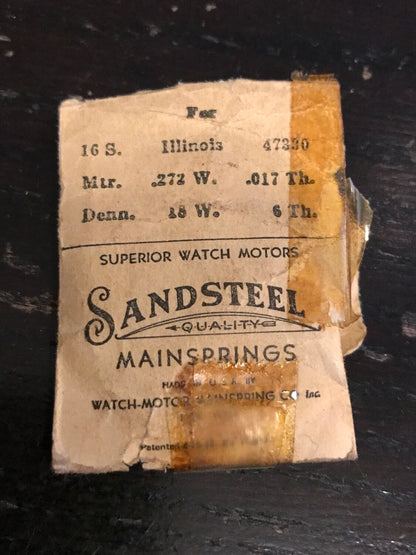 For
16 S. Illinois 47330
Mtr. .272 W. .017 Th.
Denn. 18 W. 6 Th.
SUPERIOR WATCH MOTORS
SANDSTEEL
QUALITY
MAINSPRINGS
MADE IN U.S.A. BY
WATCH-MOTOR MAINSPRING CO. Inc.
Patented